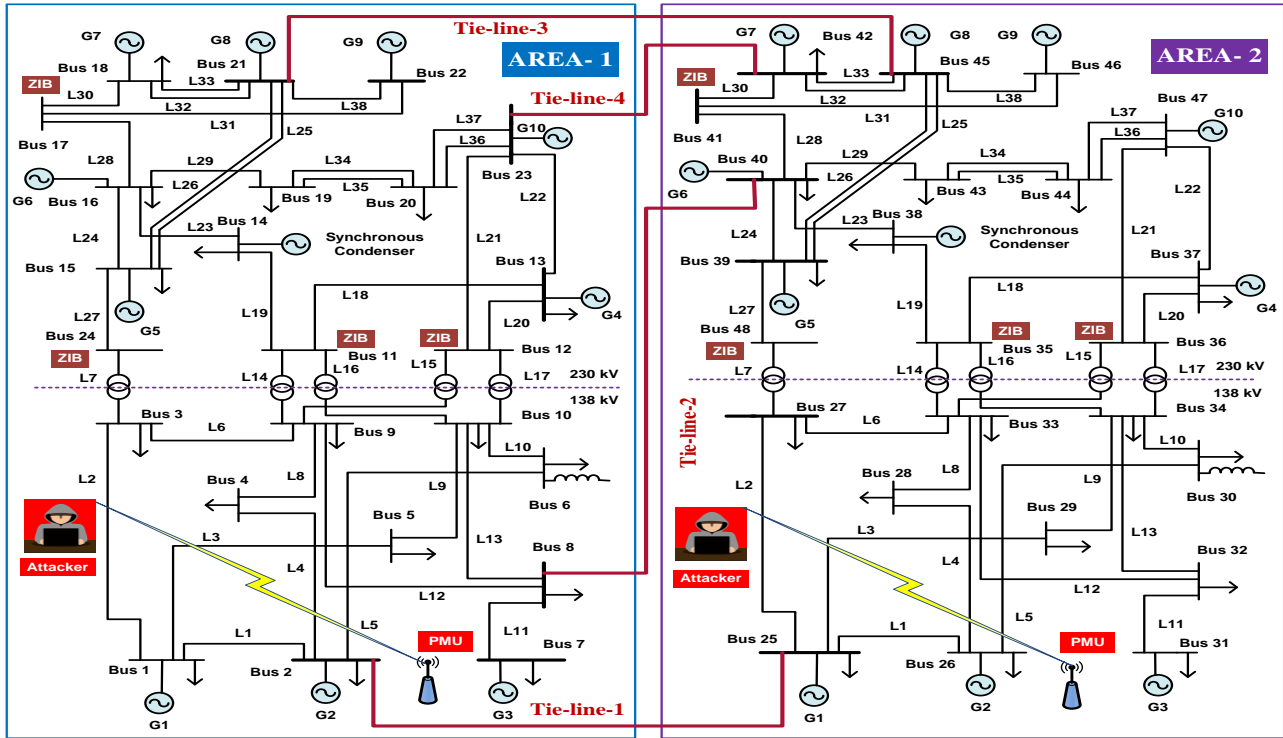 Tie-line-3
AREA- 1
Tie-line-4
G7
G8
G9
Bus 18
Bus 21
Bus 22
ZIB
L30
L33
L32
L31
L38
L25
Bus 17
L28
L29
L26
L34
L35
L37
L36
G10
Bus 23
G6
Bus 16
Bus 19
Bus 20
L22
L23
Bus 14
L24
Synchronous
Condenser
L21
Bus 15
Bus 13
L18
L27
G5
L19
L20
G4
Bus 24
ZIB
ZIB
ZIB
Bus 11
Bus 12
L7
L14
L16
L15
L17
230 kV
138 kV
Bus 3
Bus 9
Bus 10
L6
L10
L2
L8
L9
Bus 4
Bus 6
Bus 5
L3
L13
Bus 8
Attacker
L4
L12
L1
L5
PMU
L11
Bus 7
Bus 1
Bus 2
G1
G2
G3
Tie-line-1
Tie-line-2
AREA- 2
G7
Bus 42
G8
G9
Bus 45
Bus 46
ZIB
L30
L33
L32
L31
L38
L25
Bus 41
Bus 47
L37
L36
G10
L28
Bus 40
L29
L26
L34
L35
G6
Bus 43
Bus 44
L22
L23
Bus 38
L24
Synchronous
Condenser
L21
Bus 39
Bus 37
L18
L27
G5
L19
L20
G4
Bus 48
ZIB
ZIB
ZIB
Bus 35
Bus 36
L7
L14
L16
L15
L17
230 kV
138 kV
Bus 27
Bus 33
Bus 34
L6
L10
L2
L8
L9
Bus 28
Bus 30
Bus 29
L3
L13
Bus 32
Attacker
L4
L12
L1
L5
PMU
L11
Bus 31
Bus 25
Bus 26
G1
G2
G3